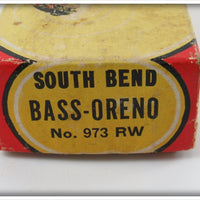 SOUTH BEND
BASS-ORENO
No. 973 RW